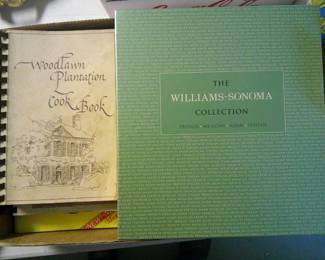 Woodlawn
Plantation
Cook Book
THE
WILLIAMS-SONOMA
COLLECTION